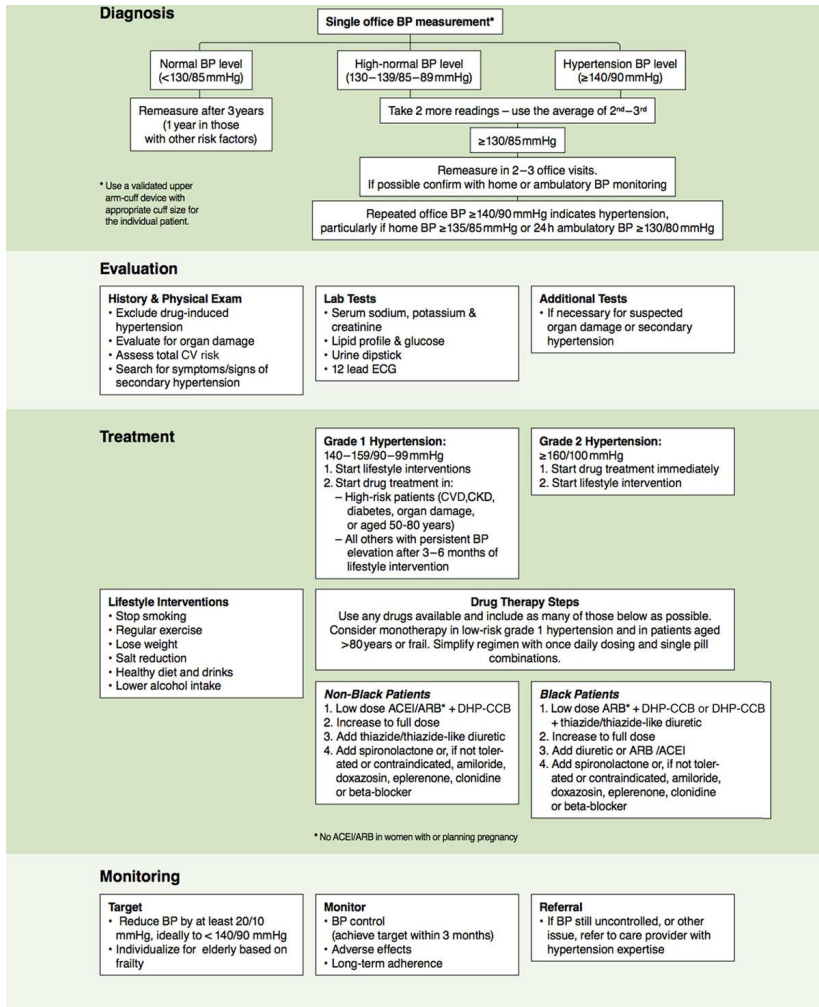 Diagnosis
Single office BP measurement*
Normal BP level
(<130/85 mmHg)
High-normal BP level
(130–139/85–89 mmHg)
Hypertension BP level
(≥140/90 mmHg)
Remeasure after 3 years
(1 year in those
with other risk factors)
Take 2 more readings – use the average of 2nd–3rd
≥130/85 mmHg
Remeasure in 2–3 office visits.
If possible confirm with home or ambulatory BP monitoring
* Use a validated upper
arm-cuff device with
appropriate cuff size for
the individual patient.
Repeated office BP ≥140/90 mmHg indicates hypertension,
particularly if home BP ≥135/85 mmHg or 24 h ambulatory BP ≥130/80 mmHg
Evaluation
History & Physical Exam
• Exclude drug-induced
hypertension
• Evaluate for organ damage
• Assess total CV risk
• Search for symptoms/signs of
secondary hypertension
Lab Tests
• Serum sodium, potassium &
creatinine
• Lipid profile & glucose
• Urine dipstick
• 12 lead ECG
Additional Tests
• If necessary for suspected
organ damage or secondary
hypertension
Treatment
Grade 1 Hypertension:
140–159/90–99 mmHg
1. Start lifestyle interventions
2. Start drug treatment in:
– High-risk patients (CVD,CKD,
diabetes, organ damage,
or aged 50-80 years)
– All others with persistent BP
elevation after 3–6 months of
lifestyle intervention
Grade 2 Hypertension:
≥160/100 mmHg
1. Start drug treatment immediately
2. Start lifestyle intervention
Lifestyle Interventions
• Stop smoking
• Regular exercise
• Lose weight
• Salt reduction
• Healthy diet and drinks
• Lower alcohol intake
Drug Therapy Steps
Use any drugs available and include as many of those below as possible.
Consider monotherapy in low-risk grade 1 hypertension and in patients aged
>80 years or frail. Simplify regimen with once daily dosing and single pill
combinations.
Non-Black Patients
1. Low dose ACEI/ARB* + DHP-CCB
2. Increase to full dose
3. Add thiazide/thiazide-like diuretic
4. Add spironolactone or, if not toler-
ated or contraindicated, amiloride,
doxazosin, eplerenone, clonidine
or beta-blocker
Black Patients
1. Low dose ARB* + DHP-CCB or DHP-CCB
+ thiazide/thiazide-like diuretic
2. Increase to full dose
3. Add diuretic or ARB /ACEI
4. Add spironolactone or, if not toler-
ated or contraindicated, amiloride,
doxazosin, eplerenone, clonidine
or beta-blocker
* No ACEI/ARB in women with or planning pregnancy
Monitoring
Target
• Reduce BP by at least 20/10
mmHg, ideally to < 140/90 mmHg
• Individualize for elderly based on
frailty
Monitor
• BP control
(achieve target within 3 months)
• Adverse effects
• Long-term adherence
Referral
• If BP still uncontrolled, or other
issue, refer to care provider with
hypertension expertise